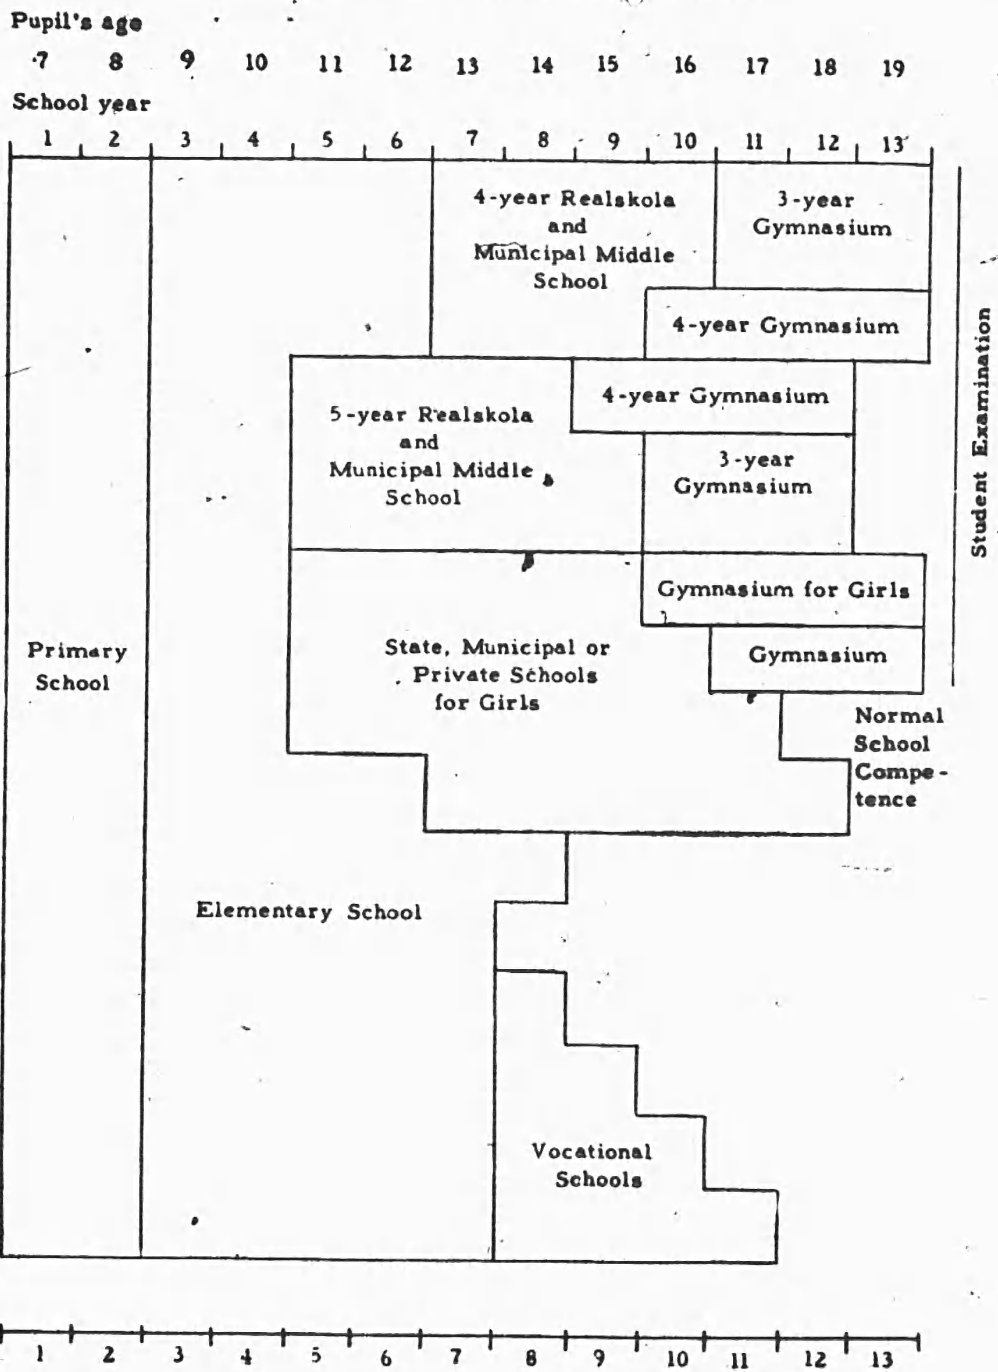 Pupil's age
7 8 9 10 11 12 13 14 15 16 17 18 19
School year
1 2 3 4 5 6 7 8 9 10 11 12 13
4-year Realskola
and
Municipal Middle
School
3-year
Gymnasium
4-year Gymnasium
5-year Realskola
and
Municipal Middle
School
4-year Gymnasium
3-year
Gymnasium
Student Examination
Gymnasium for Girls
Primary
School
State, Municipal or
Private Schools
for Girls
Gymnasium
Normal
School
Compe-
tence
Elementary School
Vocational
Schools
1 2 3 4 5 6 7 8 9 10 11 12 13